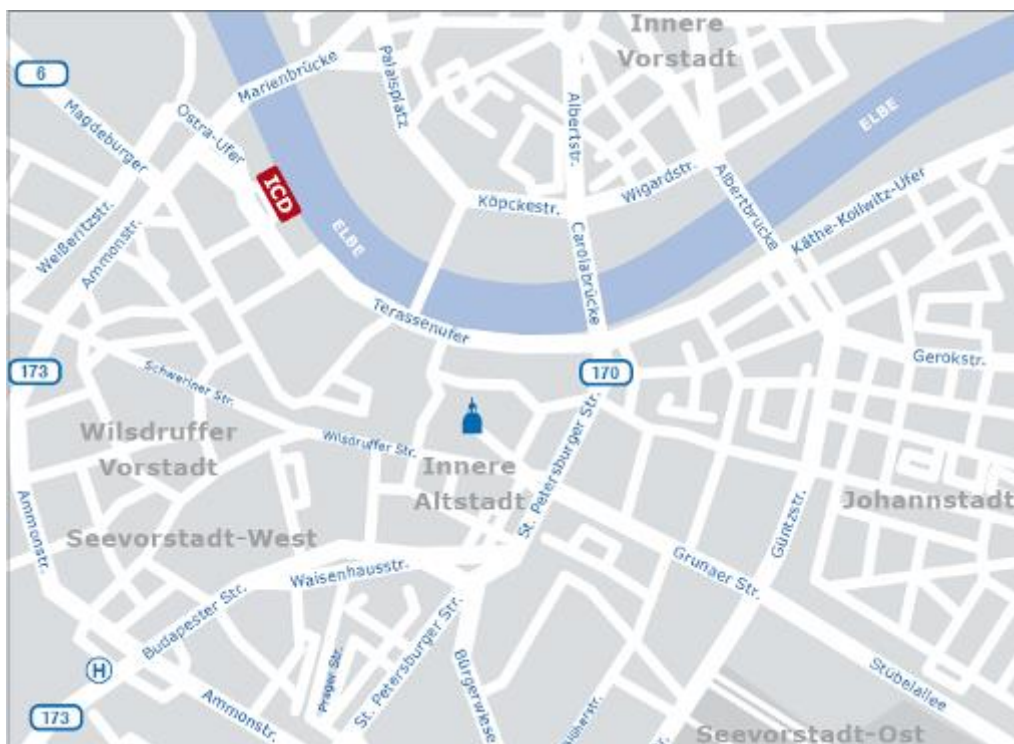 Innere
Vorstadt
6
Marienbrücke
Palaisplatz
Magdeburger
Ostra-Ufer
Albertstr.
ELBE
ICD
Köpckestr.
Wigardstr.
Albertbrücke
Käthe-Kollwitz-Ufer
Weißeritzstr.
Ammonstr.
ELBE
Carolabrücke
Terassenufer
173
Schweriner Str.
170
Gerokstr.
Wilsdruffer
Vorstadt
Wilsdruffer Str.
Innere
Altstadt
St. Petersburger Str.
Johannstadt
Güntzstr.
Ammonstr.
Seevorstadt-West
Waisenhausstr.
Grunaer Str.
Budapester Str.
St. Petersburger Str.
Prager Str.
Bürgerwiese
Stübelallee
H
Ammonstr.
173
Seevorstadt-Ost